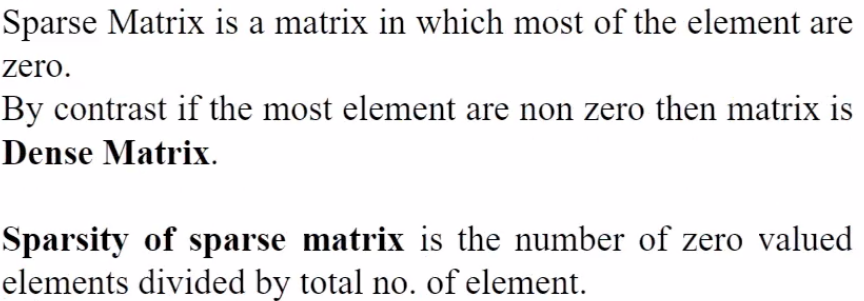 Sparse Matrix is a matrix in which most of the element are
zero.
By contrast if the most element are non zero then matrix is
Dense Matrix.
Sparsity of sparse matrix is the number of zero valued
elements divided by total no. of element.